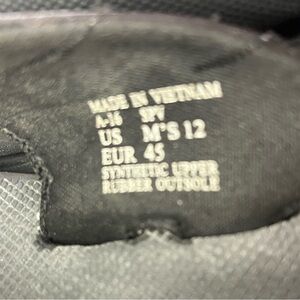 MADE IN VIETNAM
A-16 SPV
US M'S 12
EUR 45
SYNTHETIC UPPER
RUBBER OUTSOLE